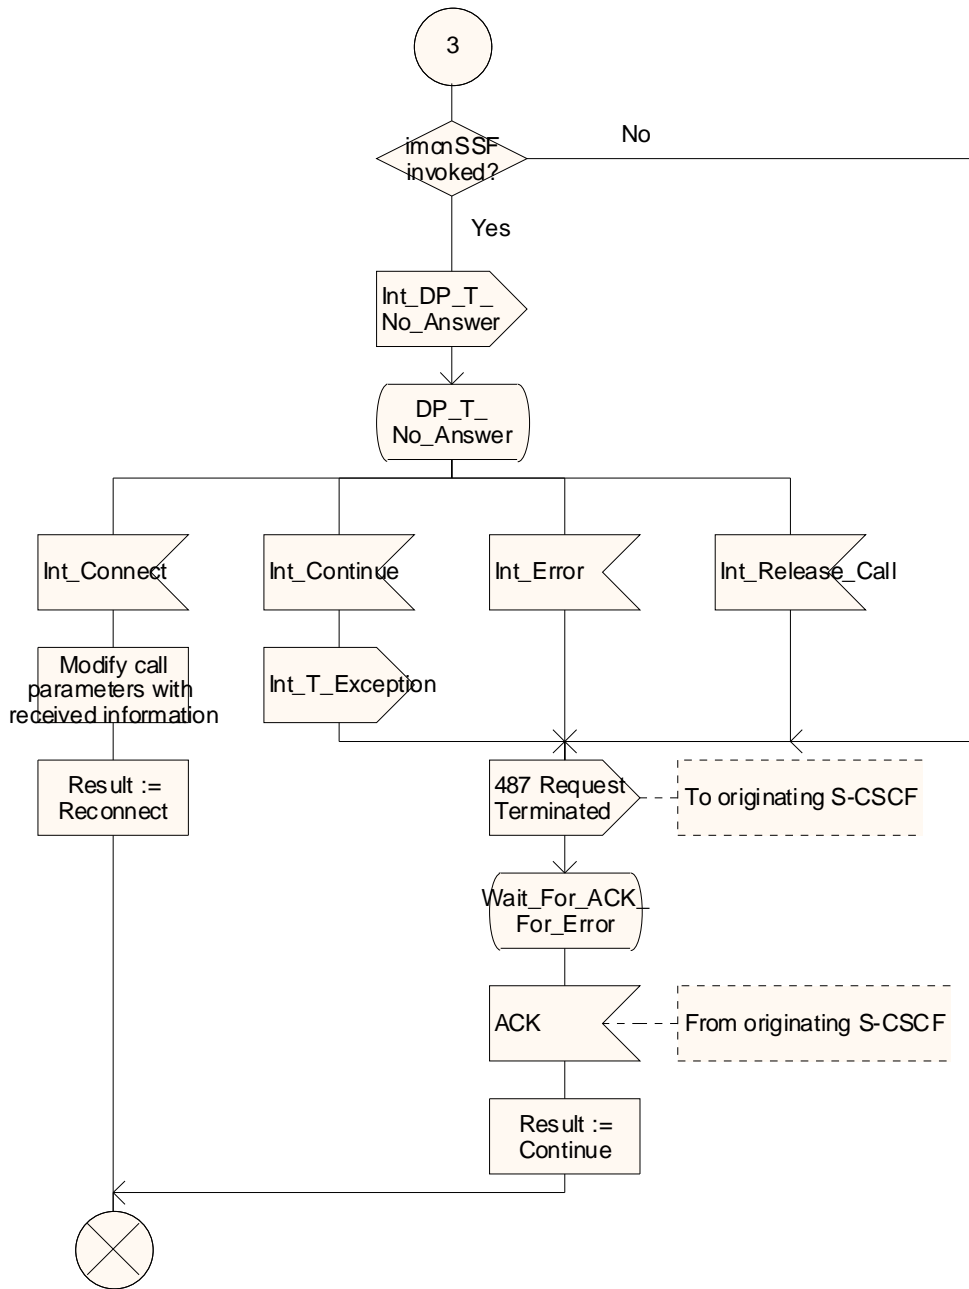 3
imcnSSF
invoked?
No
Yes
Int_DP_T_
No_Answer
DP_T_
No_Answer
Int_Connect
Int_Continue
Int_Error
Int_Release_Call
Modify call
parameters with
received information
Int_T_Exception
Result :=
Reconnect
487 Request
Terminated
To originating S-CSCF
Wait_For_ACK_
For_Error
ACK
From originating S-CSCF
Result :=
Continue